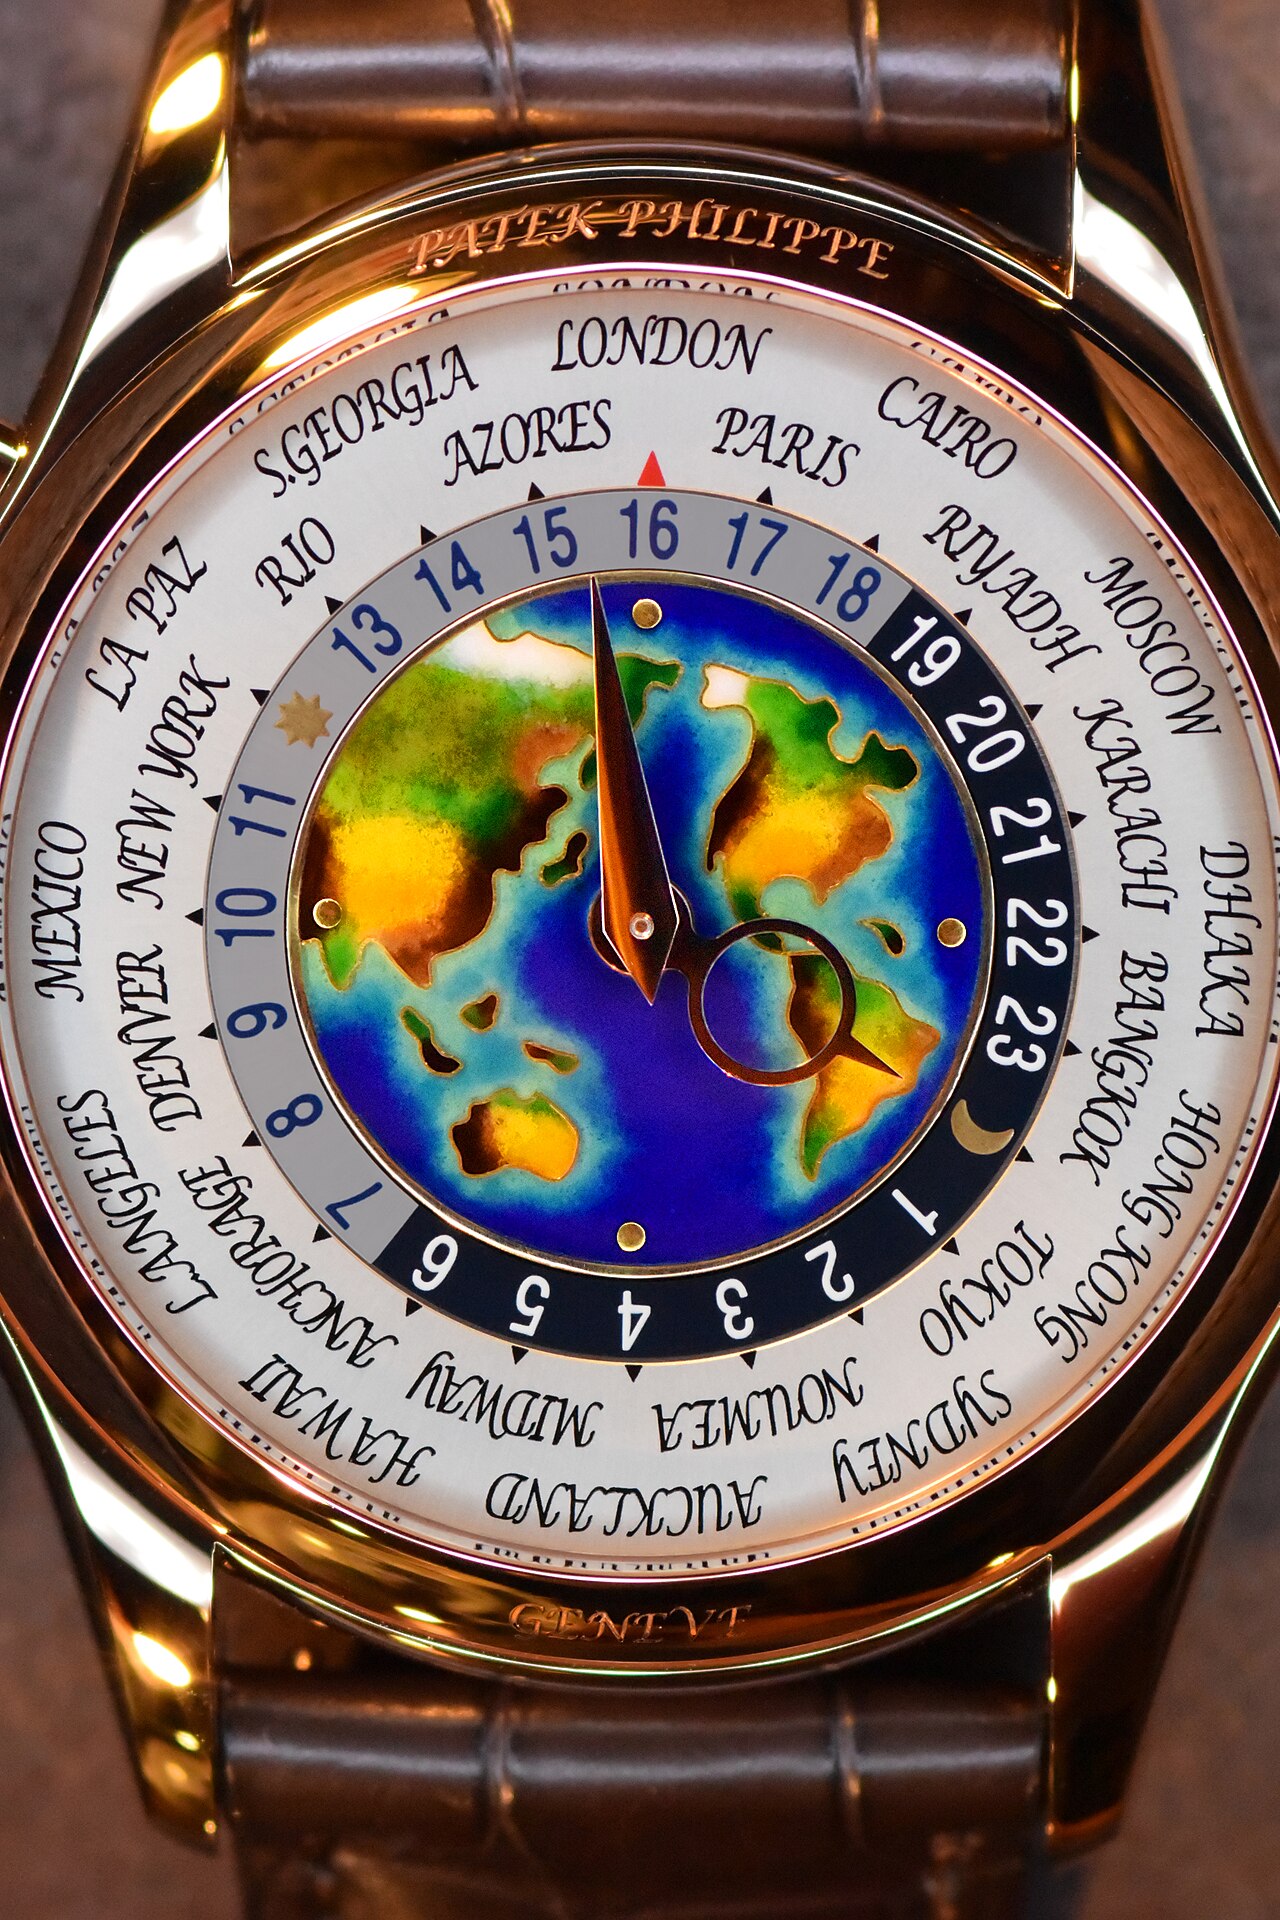 PATEK PHILIPPE
LONDON
PARIS
CAIRO
RIYADH
MOSCOW
KARACHI
DHAKA
BANGKOK
HONG KONG
TOKYO
SYDNEY
NOUMEA
AUCKLAND
MIDWAY
HAWAII
ANCHORAGE
L.ANGELES
DENVER
MEXICO
NEW YORK
LA PAZ
RIO
S.GEORGIA
AZORES
16
17
18
19
20
21
22
23
1
2
3
4
5
6
7
8
9
10
11
13
14
15
GENEVE